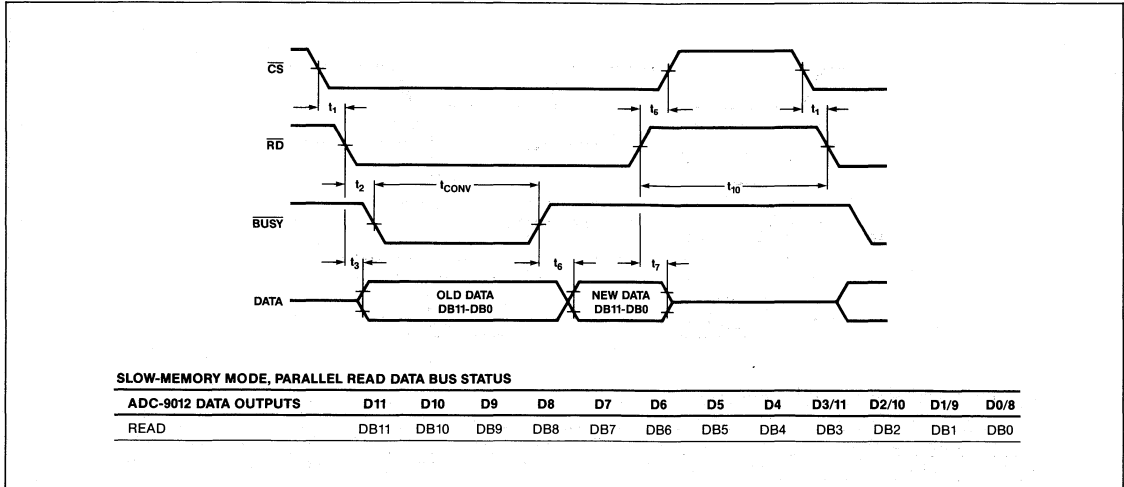 CS
t1
t5
t1
RD
t2
tCONV
t10
BUSY
t3
t6
t7
DATA
OLD DATA
DB11-DB0
NEW DATA
DB11-DB0
SLOW-MEMORY MODE, PARALLEL READ DATA BUS STATUS
ADC-9012 DATA OUTPUTS D11 D10 D9 D8 D7 D6 D5 D4 D3/11 D2/10 D1/9 D0/8
READ DB11 DB10 DB9 DB8 DB7 DB6 DB5 DB4 DB3 DB2 DB1 DB0